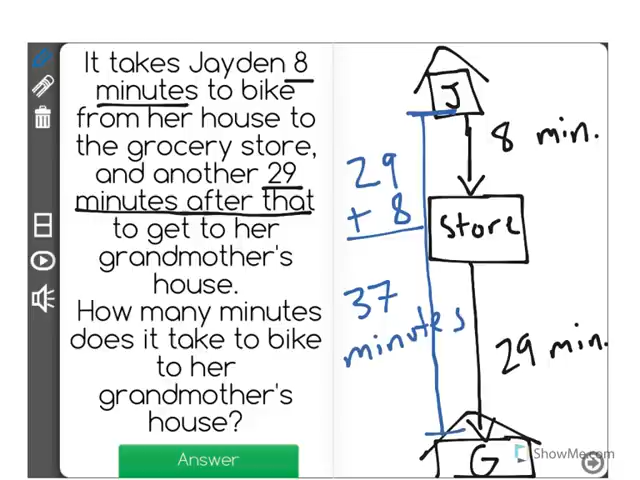 It takes Jayden 8
minutes to bike
from her house to
the grocery store,
and another 29
minutes after that
to get to her
grandmother's
house.
How many minutes
does it take to bike
to her
grandmother's
house?
Answer
J
8 min.
29
+ 8
store
37
minutes
29 min.
G
ShowMe.com